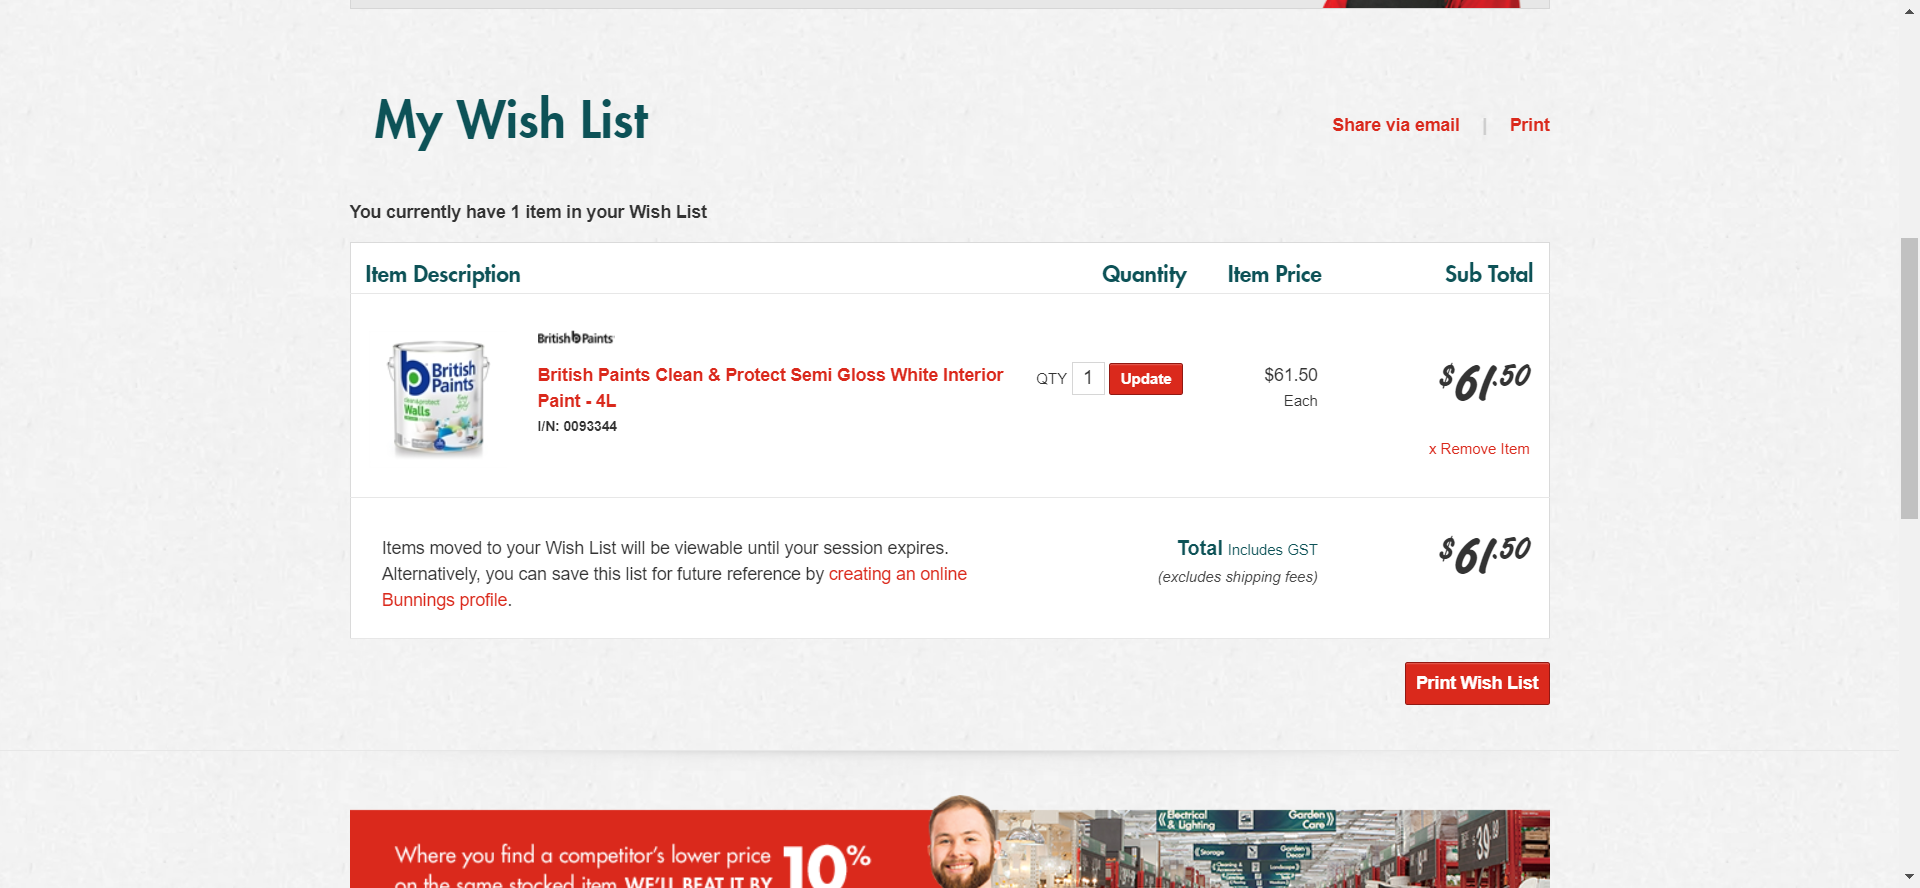 My Wish List
Share via email | Print
You currently have 1 item in your Wish List
Item Description Quantity Item Price Sub Total
British Paints
British Paints Clean & Protect Semi Gloss White Interior
Paint - 4L
I/N: 0093344
British
Paints
clean&protect
Walls
QTY 1 Update
$61.50
Each
$61.50
x Remove Item
Items moved to your Wish List will be viewable until your session expires.
Alternatively, you can save this list for future reference by creating an online
Bunnings profile.
Total Includes GST
(excludes shipping fees)
$61.50
Print Wish List
Where you find a competitor's lower price 10%
on the same stocked item WE'LL BEAT IT BY
Electrical
& Lighting
Garden
Care
Storage
Garden
Decor